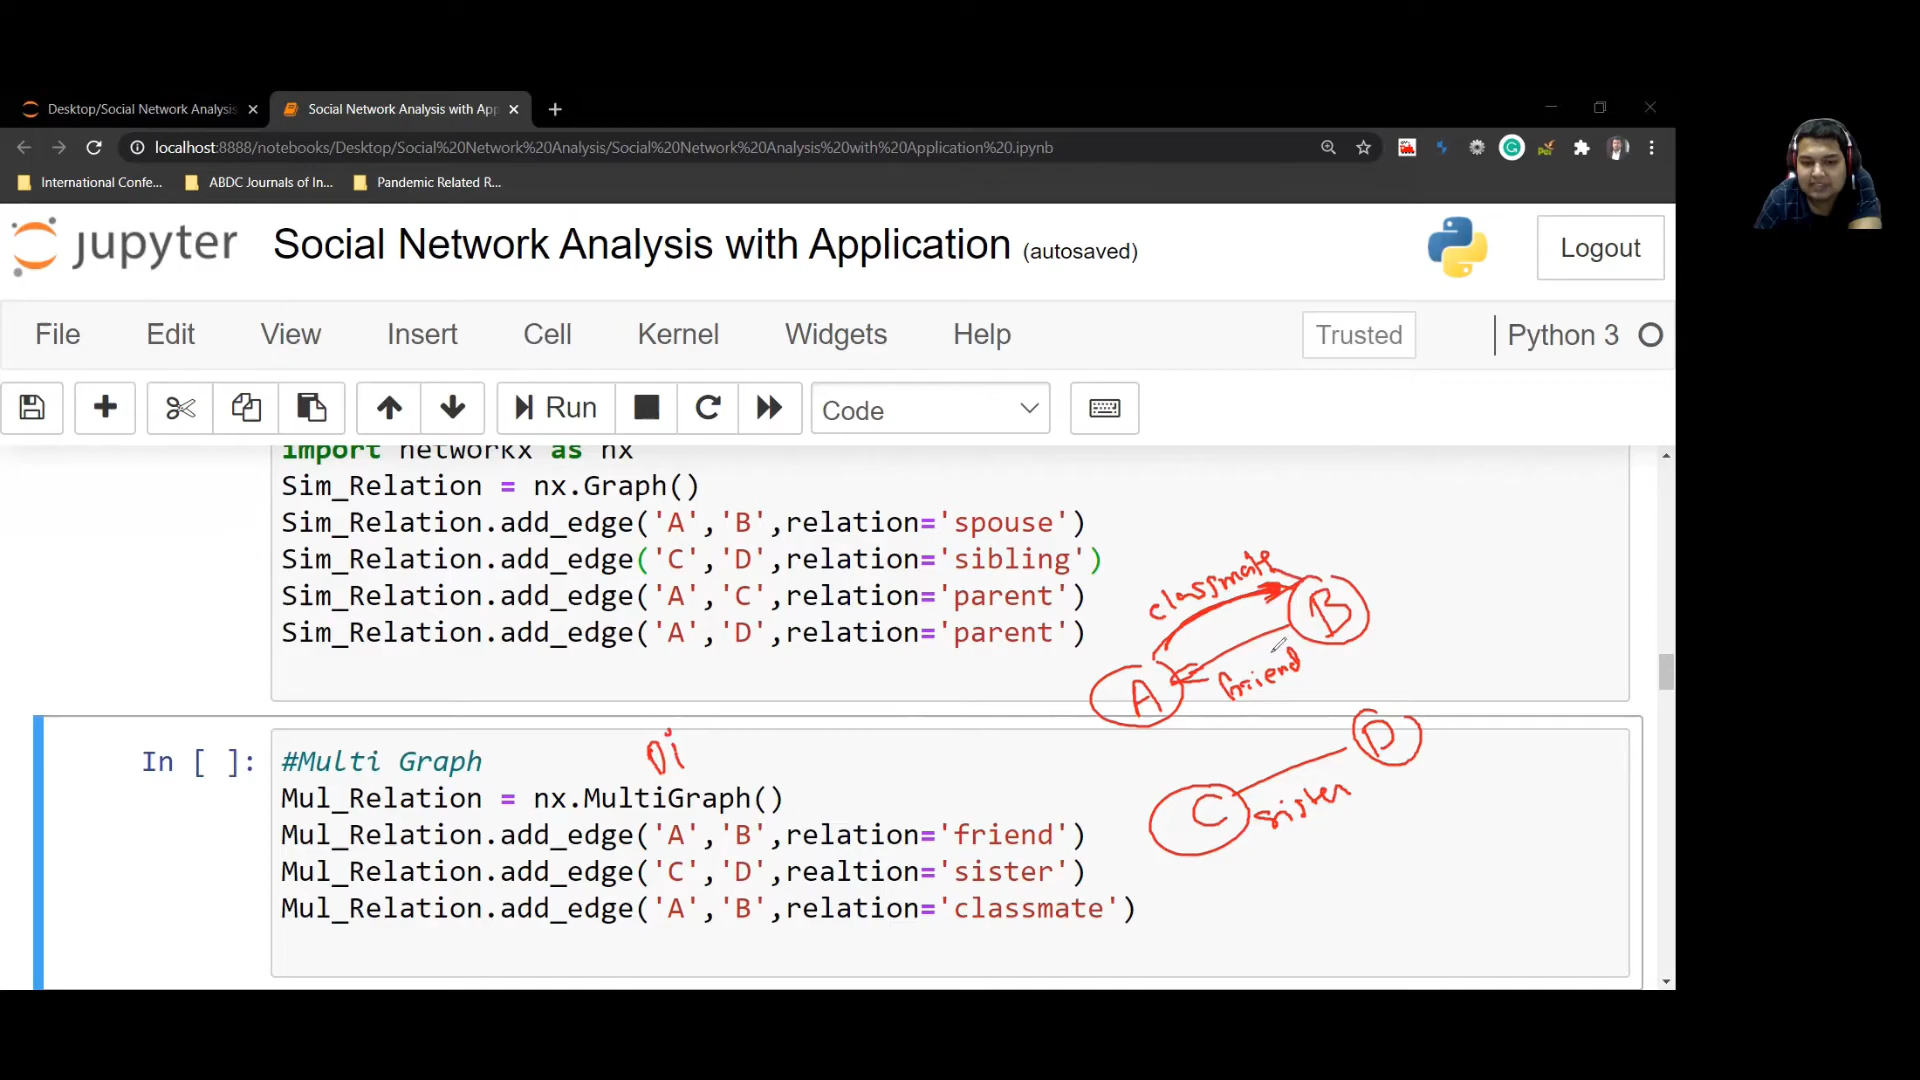 Desktop/Social Network Analysis
Social Network Analysis with App
localhost:8888/notebooks/Desktop/Social%20Network%20Analysis/Social%20Network%20Analysis%20with%20Application%20.ipynb
International Confe...
ABDC Journals of In...
Pandemic Related R...
jupyter
Social Network Analysis with Application (autosaved)
Logout
File Edit View Insert Cell Kernel Widgets Help
Trusted
Python 3
Run
Code
import networkx as nx
Sim_Relation = nx.Graph()
Sim_Relation.add_edge('A','B',relation='spouse')
Sim_Relation.add_edge('C','D',relation='sibling')
Sim_Relation.add_edge('A','C',relation='parent')
Sim_Relation.add_edge('A','D',relation='parent')
classmate
B
friend
A
D
C
sister
Di
In [ ]:
#Multi Graph
Mul_Relation = nx.MultiGraph()
Mul_Relation.add_edge('A','B',relation='friend')
Mul_Relation.add_edge('C','D',realtion='sister')
Mul_Relation.add_edge('A','B',relation='classmate')